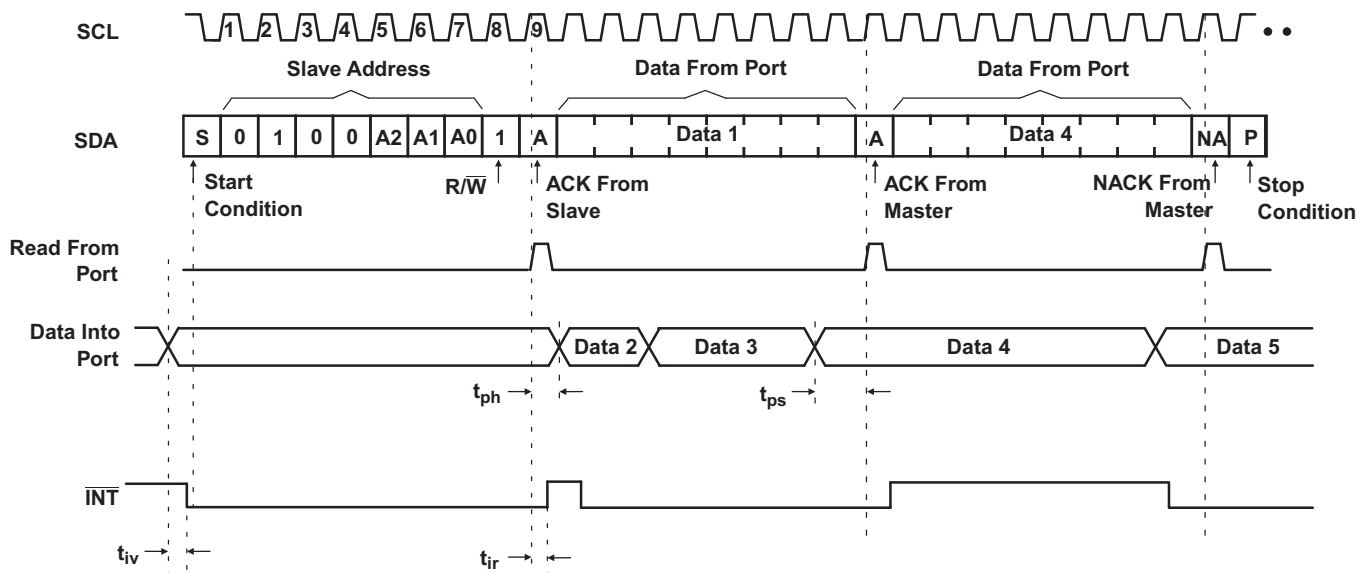 SCL 1 2 3 4 5 6 7 8 9
Slave Address Data From Port Data From Port
SDA S 0 1 0 0 A2 A1 A0 1 A Data 1 A Data 4 NA P
Start Condition
R/W̅
ACK From Slave
ACK From Master
NACK From Master
Stop Condition
Read From Port
Data Into Port
Data 2 Data 3 Data 4 Data 5
tph tps
I̅N̅T̅
tiv tir